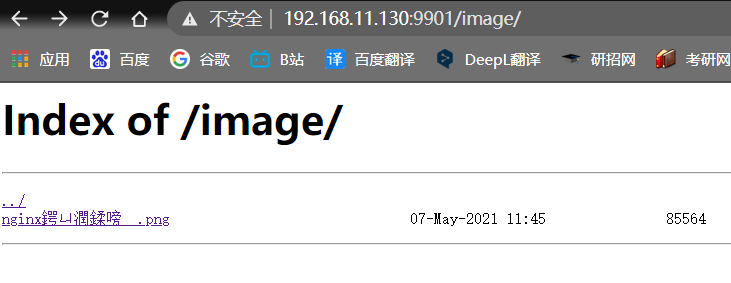 不安全 192.168.11.130:9901/image/
应用 百度 谷歌 B站 译 百度翻译 DeepL翻译 研招网 考研网
Index of /image/
../
nginx鍔ㄩ潤鍒嗙.png 07-May-2021 11:45 85564